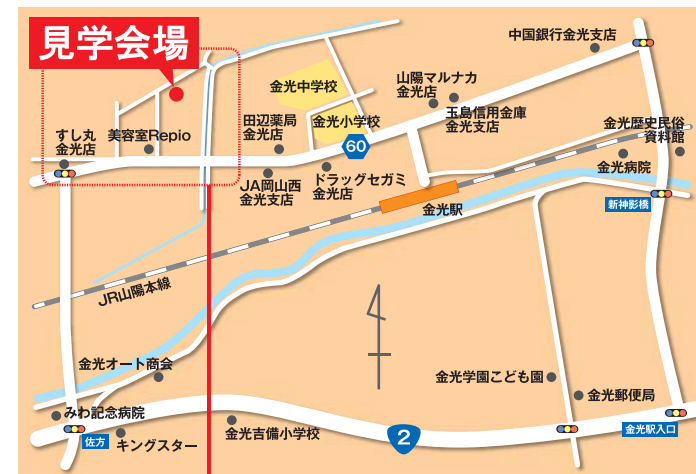 見学会場
中国銀行金光支店
金光中学校
山陽マルナカ
金光店
玉島信用金庫
金光支店
金光小学校
田辺薬局
金光店
すし丸
金光店
美容室Repio
60
金光歴史民俗
資料館
金光病院
JA岡山西
金光支店
ドラッグセガミ
金光店
金光駅
新神影橋
JR山陽本線
金光オート商会
金光学園こども園
金光郵便局
みわ記念病院
佐方
キングスター
金光吉備小学校
2
金光駅入口